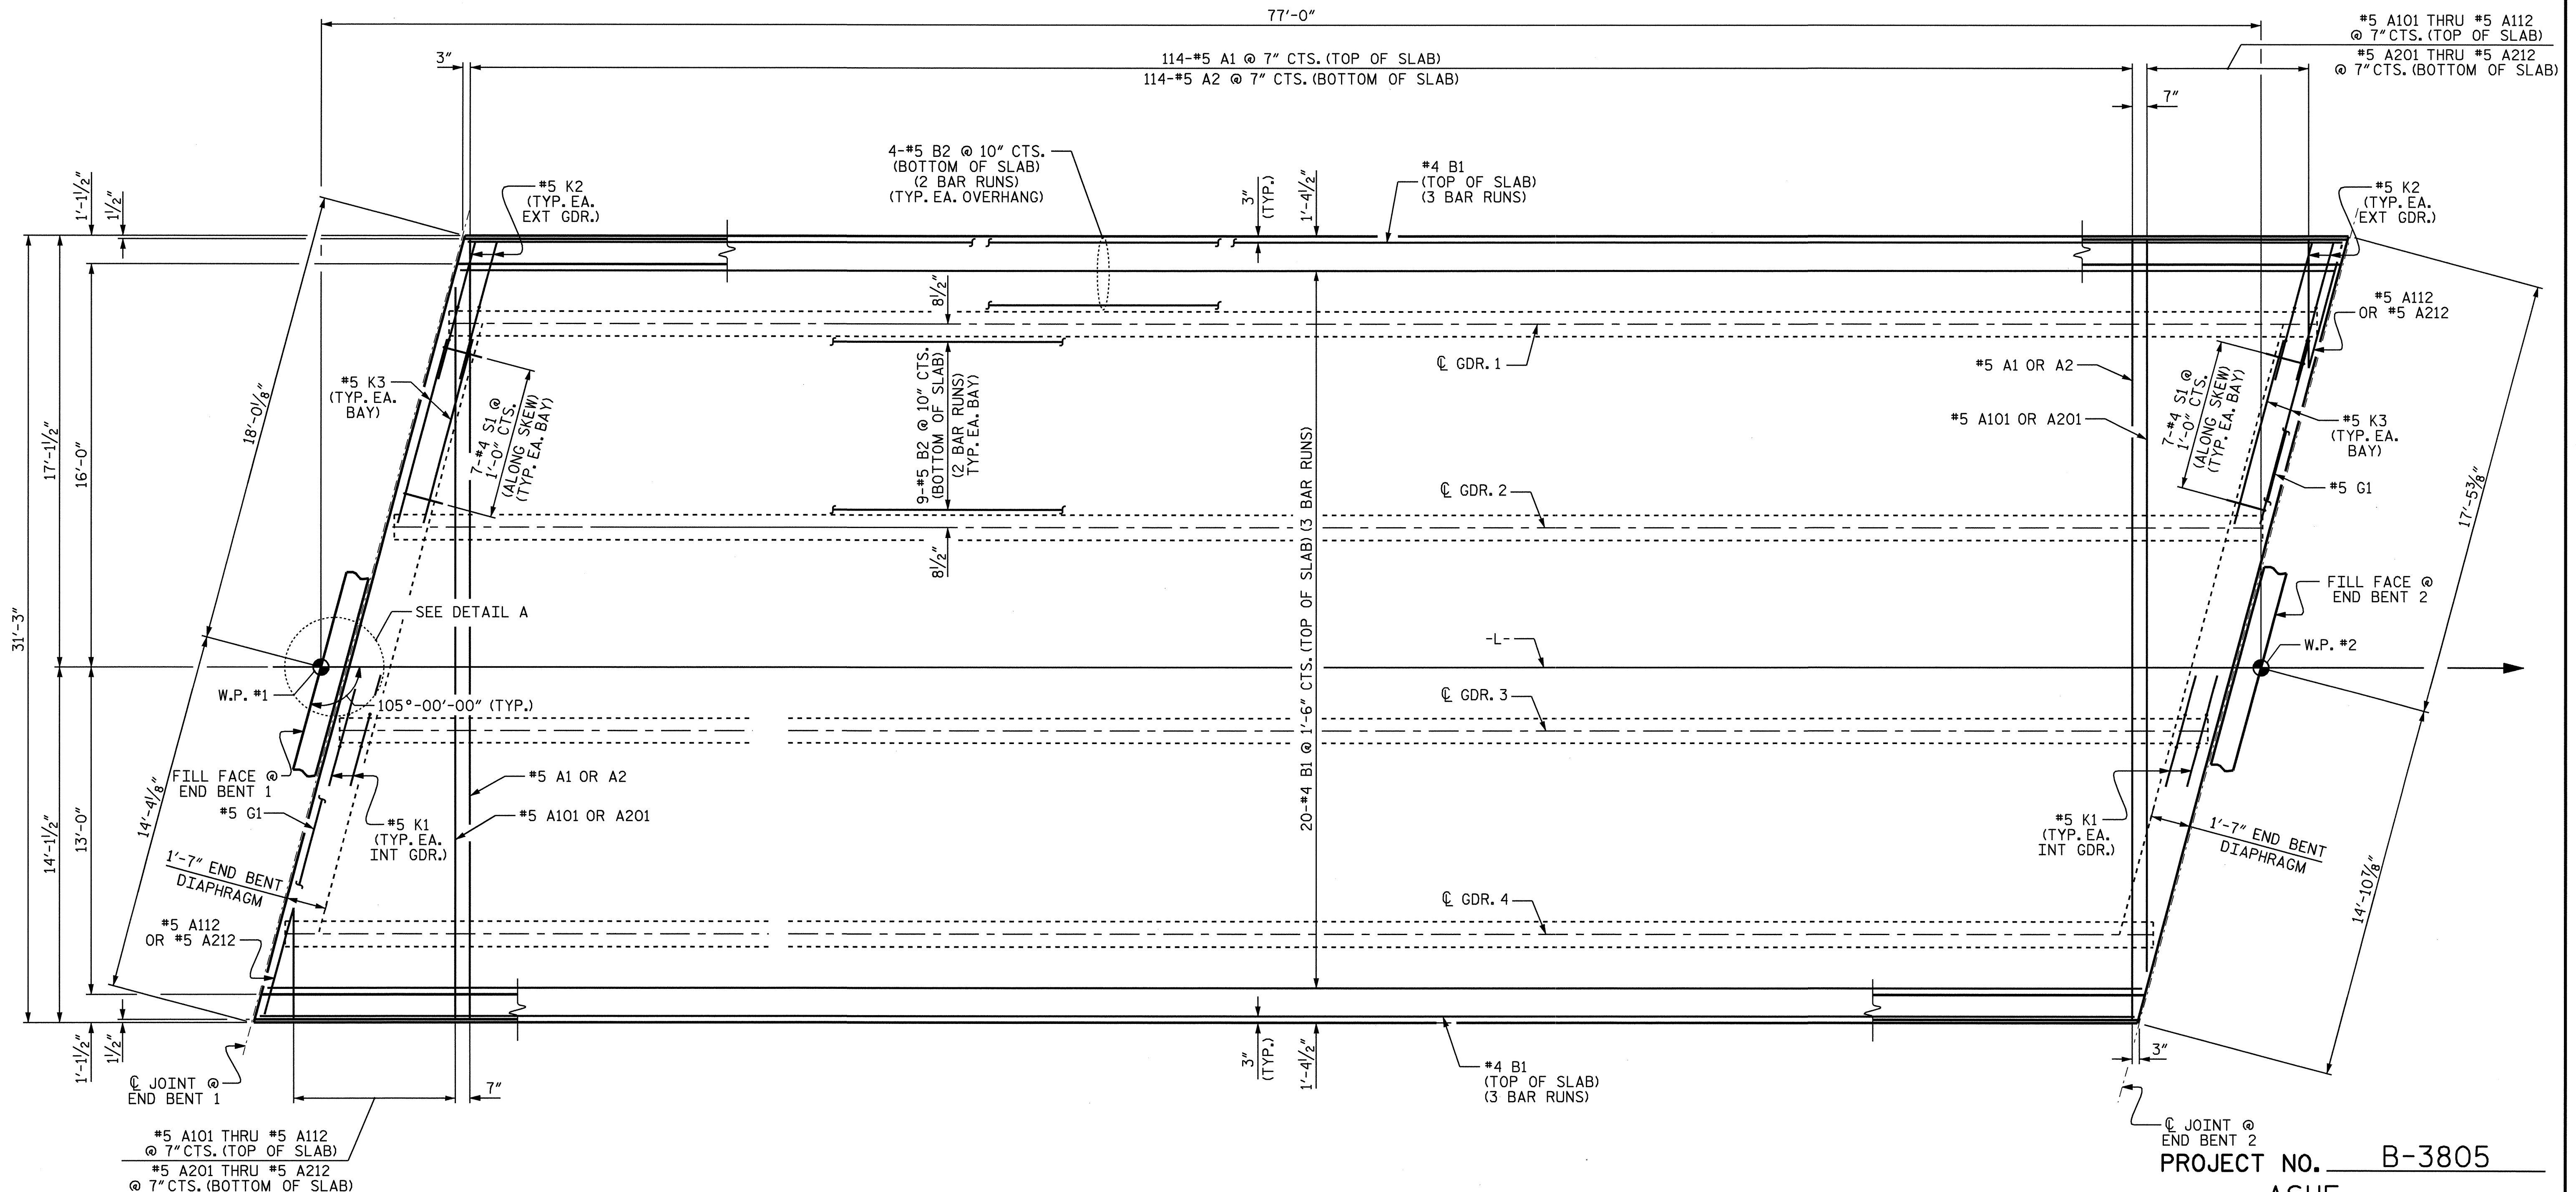 77'-0"
#5 A101 THRU #5 A112
@ 7" CTS. (TOP OF SLAB)
#5 A201 THRU #5 A212
@ 7" CTS. (BOTTOM OF SLAB)
3"
114-#5 A1 @ 7" CTS. (TOP OF SLAB)
114-#5 A2 @ 7" CTS. (BOTTOM OF SLAB)
7"
4-#5 B2 @ 10" CTS.
(BOTTOM OF SLAB)
(2 BAR RUNS)
(TYP. EA. OVERHANG)
#4 B1
(TOP OF SLAB)
(3 BAR RUNS)
3"
(TYP.)
1'-4½"
1'-1½"
1½"
#5 K2
(TYP. EA.
EXT GDR.)
#5 K2
(TYP. EA.
EXT GDR.)
#5 A112
OR #5 A212
31'-3"
17'-1½"
16'-0"
18'-0⅛"
#5 K3
(TYP. EA.
BAY)
7-#4 S1 @
1'-0" CTS.
(ALONG SKEW)
(TYP. EA. BAY)
8½"
9-#5 B2 @ 10" CTS.
(BOTTOM OF SLAB)
(2 BAR RUNS)
TYP. EA. BAY)
8½"
℄ GDR. 1
#5 A1 OR A2
#5 A101 OR A201
7-#4 S1 @
1'-0" CTS.
(ALONG SKEW)
(TYP. EA. BAY)
#5 K3
(TYP. EA.
BAY)
#5 G1
17'-5⅜"
℄ GDR. 2
20-#4 B1 @ 1'-6" CTS. (TOP OF SLAB) (3 BAR RUNS)
FILL FACE @
END BENT 2
SEE DETAIL A
-L-
W.P. #2
W.P. #1
105°-00'-00" (TYP.)
℄ GDR. 3
14'-1½"
13'-0"
14'-4⅛"
FILL FACE @
END BENT 1
#5 G1
#5 A1 OR A2
#5 A101 OR A201
#5 K1
(TYP. EA.
INT GDR.)
#5 K1
(TYP. EA.
INT GDR.)
1'-7" END BENT
DIAPHRAGM
1'-7" END BENT
DIAPHRAGM
14'-10⅞"
℄ GDR. 4
#5 A112
OR #5 A212
1'-1½"
1½"
℄ JOINT @
END BENT 1
7"
3"
(TYP.)
1'-4½"
#4 B1
(TOP OF SLAB)
(3 BAR RUNS)
3"
℄ JOINT @
END BENT 2
#5 A101 THRU #5 A112
@ 7" CTS. (TOP OF SLAB)
#5 A201 THRU #5 A212
@ 7" CTS. (BOTTOM OF SLAB)
PROJECT NO. B-3805